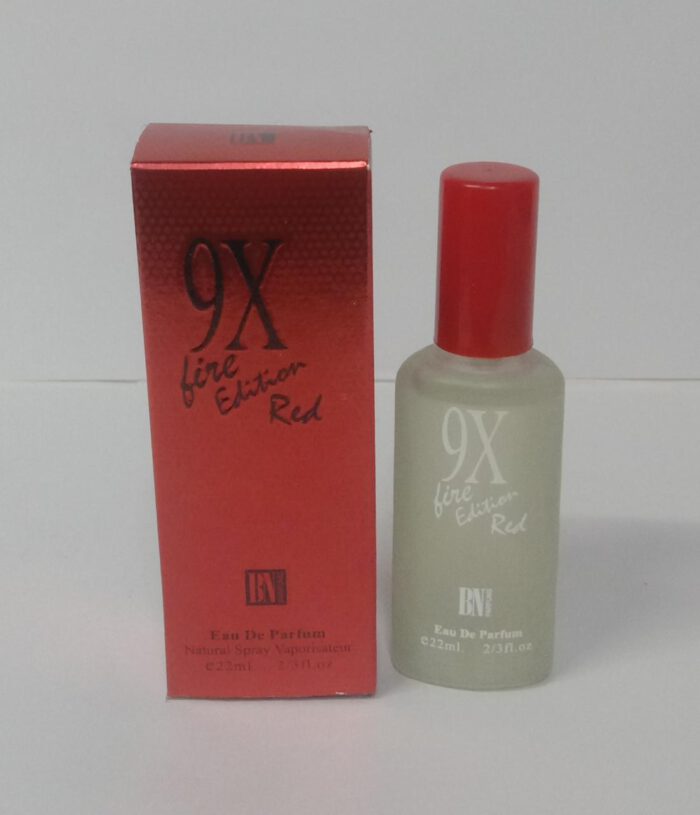 9X
fire
Edition
Red
BN
Eau De Parfum
Natural Spray Vaporisateur
e22ml 2/3fl.oz
9X
fire
Edition
Red
BN
PARFUMS
Eau De Parfum
e22ml 2/3fl.oz